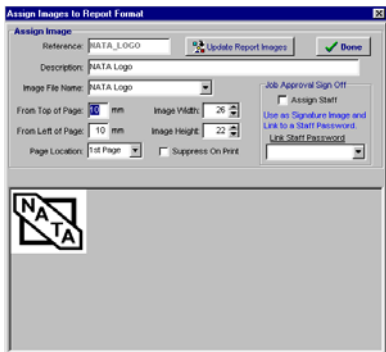 Assign Images to Report Format
Assign Image
Reference: NATA_LOGO
Update Report Images
Done
Description: NATA Logo
Image File Name: NATA Logo
Job Approval Sign Off
Assign Staff
From Top of Page: 10 mm
Image Width: 26
Use as Signature Image and
Link to a Staff Password.
From Left of Page: 10 mm
Image Height: 22
Link Staff Password
Page Location: 1st Page
Suppress On Print
NATA